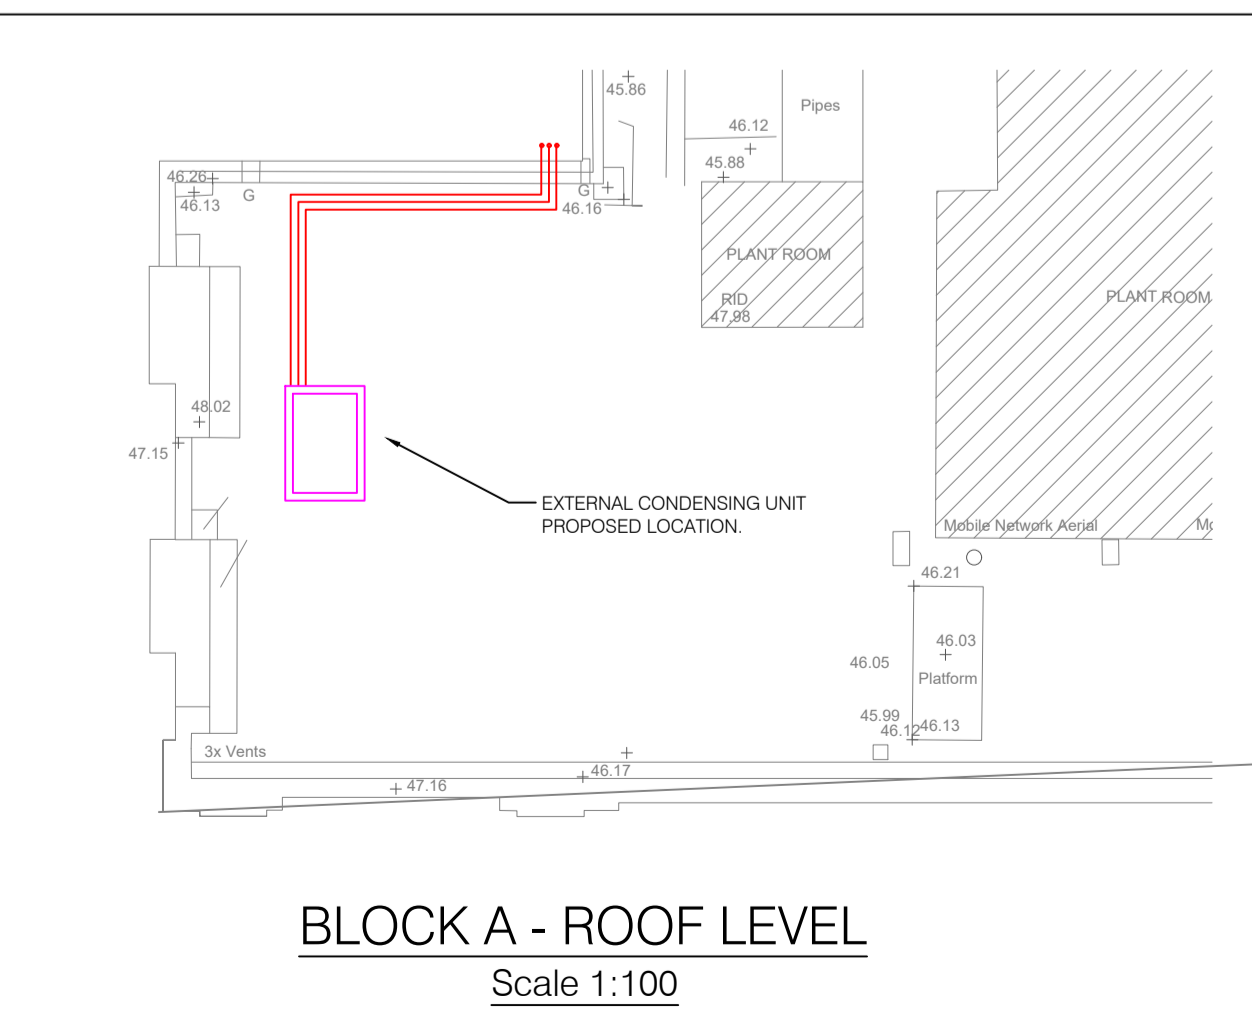 45.86
Pipes
46.12
45.88
46.26
46.13
G
G
46.16
PLANT ROOM
RID
47.98
PLANT ROOM
48.02
47.15
EXTERNAL CONDENSING UNIT
PROPOSED LOCATION.
Mobile Network Aerial
46.21
46.03
46.05
Platform
45.99
46.12
46.13
3x Vents
46.17
47.16
BLOCK A - ROOF LEVEL
Scale 1:100